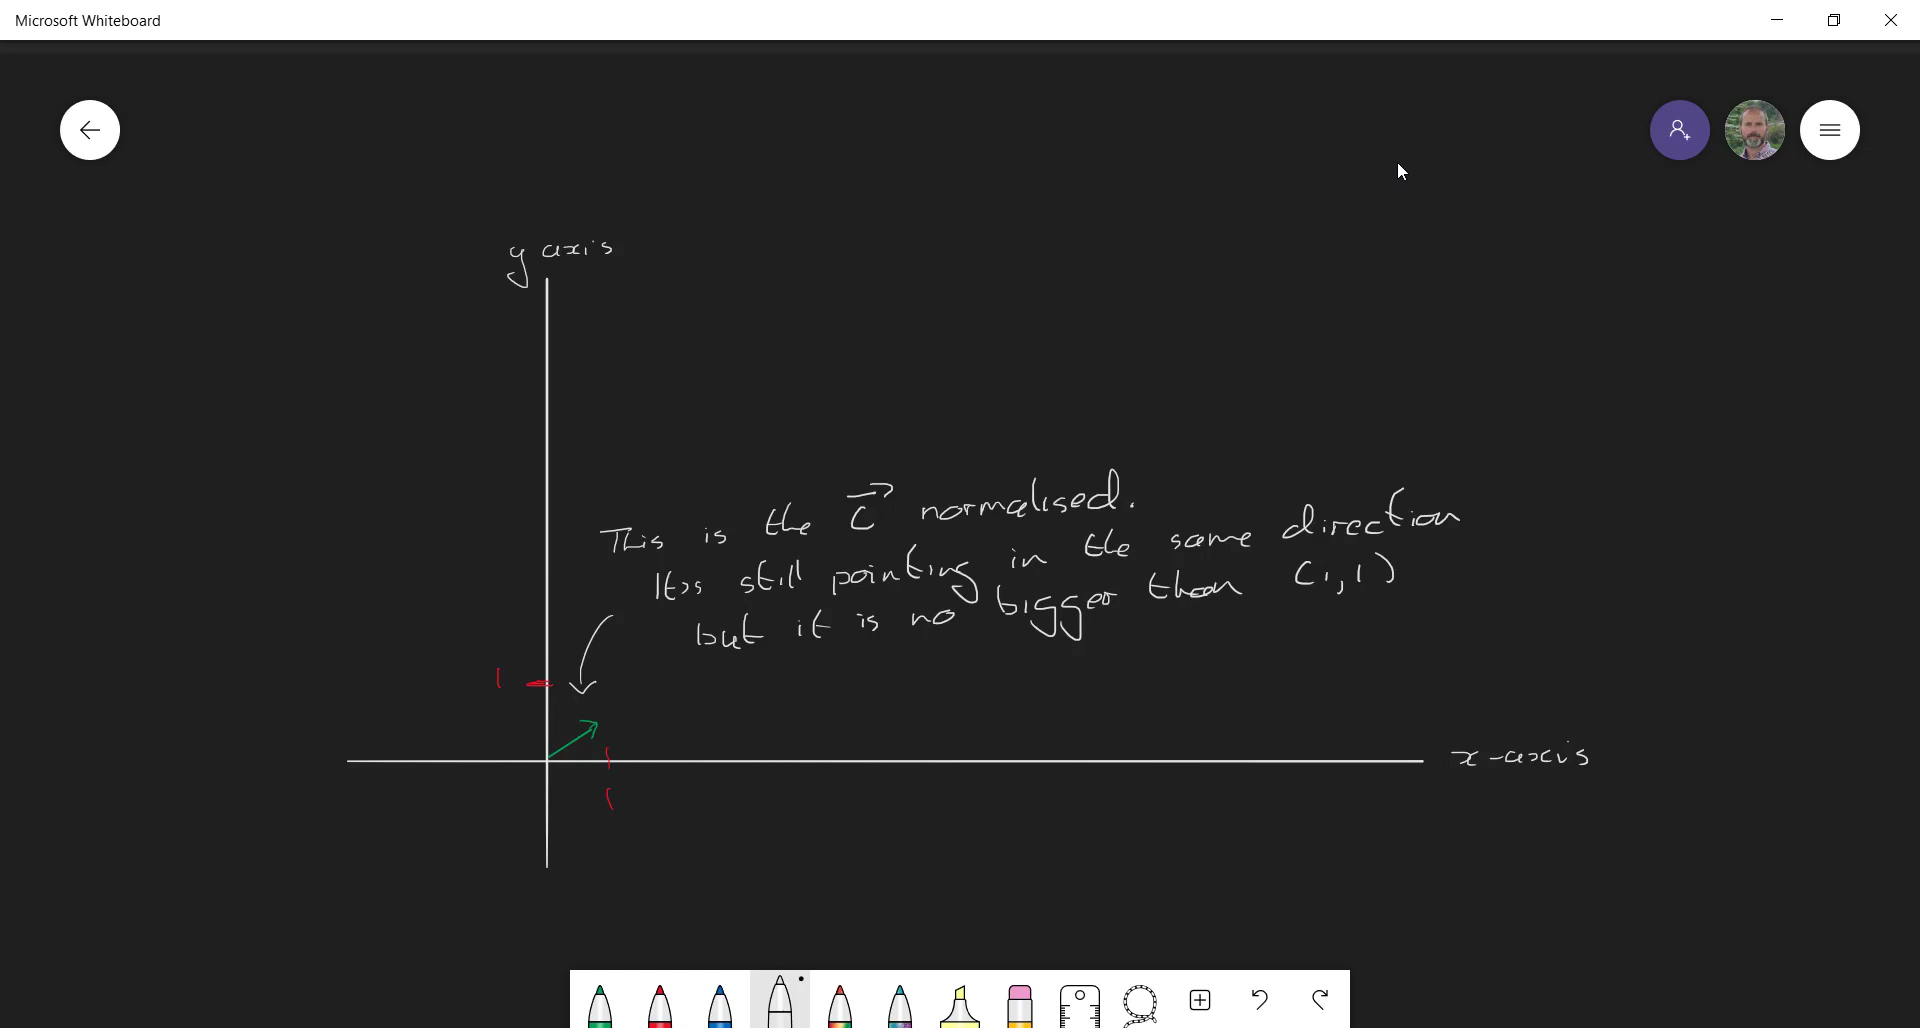 Microsoft Whiteboard
y axis
This is the C normalised.
Its still pointing in the same direction
but it is no bigger than (1,1)
1
x-axis
1